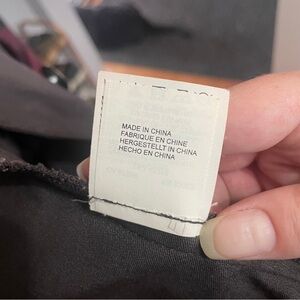 MADE IN CHINA
FABRIQUE EN CHINE
HERGESTELLT IN CHINA
HECHO EN CHINA